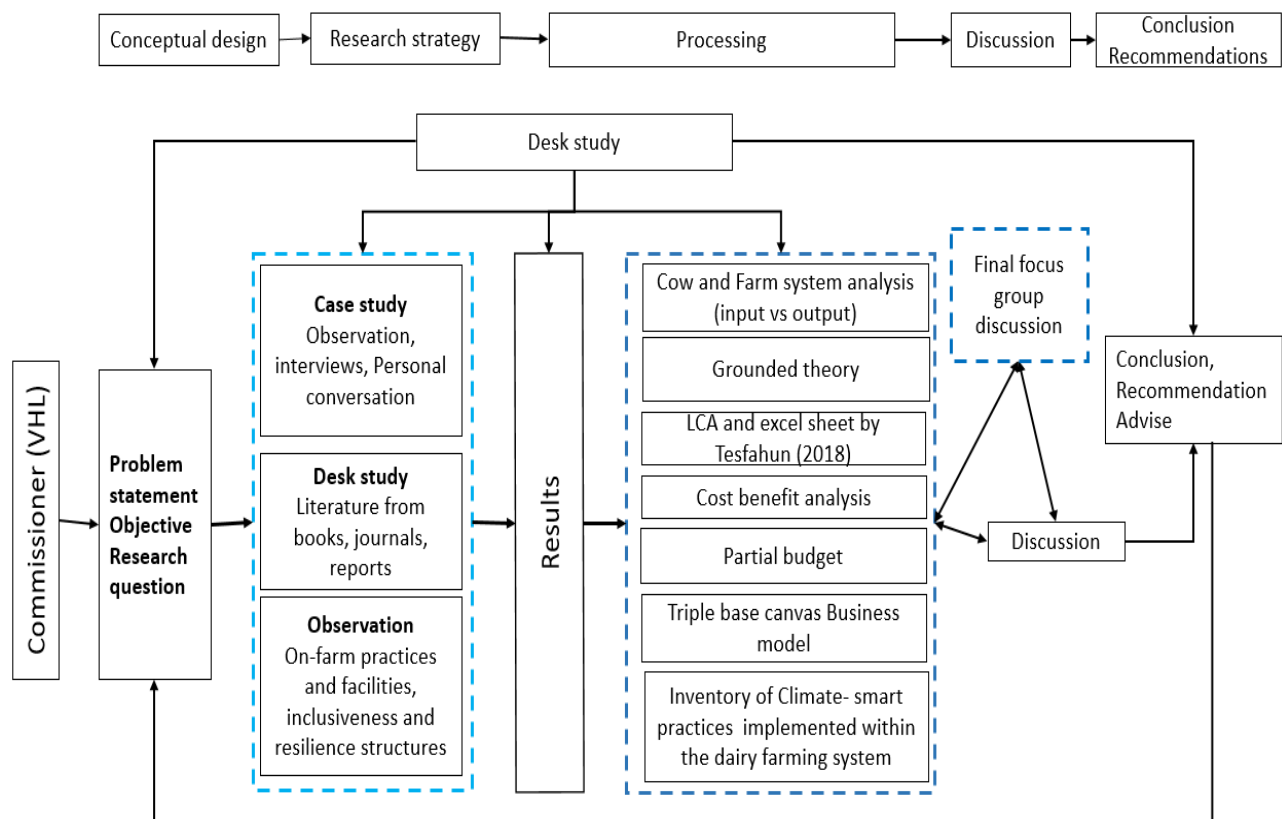 Conceptual design
Research strategy
Processing
Discussion
Conclusion
Recommendations
Desk study
Commissioner (VHL)
Problem
statement
Objective
Research
question
Case study
Observation,
interviews, Personal
conversation
Desk study
Literature from
books, journals,
reports
Observation
On-farm practices
and facilities,
inclusiveness and
resilience structures
Results
Cow and Farm system analysis
(input vs output)
Grounded theory
LCA and excel sheet by
Tesfahun (2018)
Cost benefit analysis
Partial budget
Triple base canvas Business
model
Inventory of Climate- smart
practices implemented within
the dairy farming system
Final focus
group
discussion
Discussion
Conclusion,
Recommendation
Advise